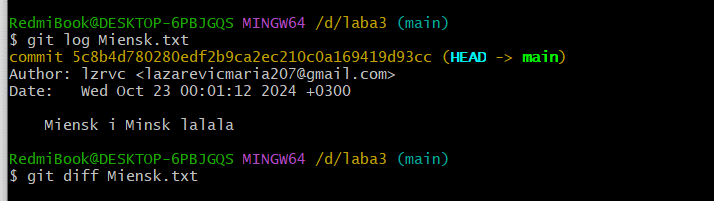 RedmiBook@DESKTOP-6PBJGQS MINGW64 /d/laba3 (main)
$ git log Miensk.txt
commit 5c8b4d780280edf2b9ca2ec210c0a169419d93cc (HEAD -> main)
Author: lzrvc <lazarevicmaria207@gmail.com>
Date:   Wed Oct 23 00:01:12 2024 +0300
Miensk i Minsk lalala
RedmiBook@DESKTOP-6PBJGQS MINGW64 /d/laba3 (main)
$ git diff Miensk.txt